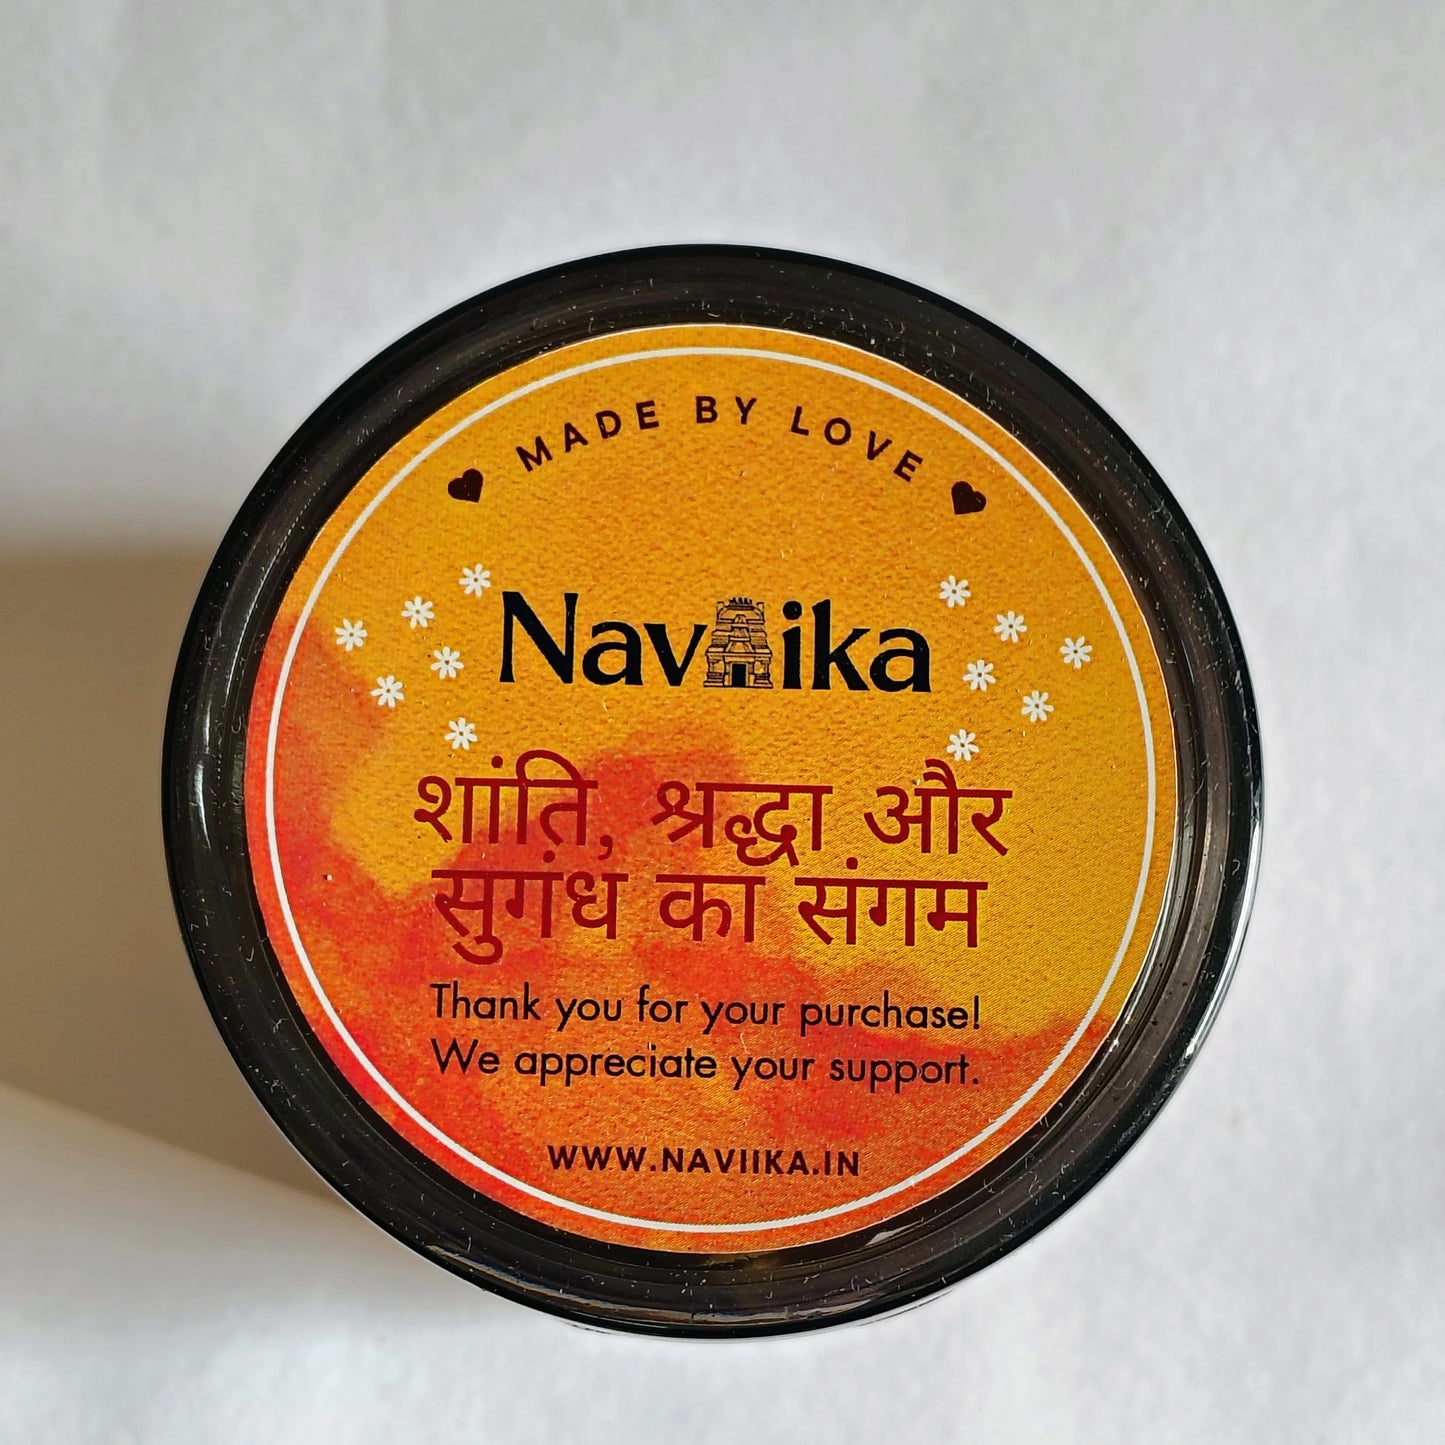 MADE BY LOVE
Naviika
शांति, श्रद्धा और
सुगंध का संगम
Thank you for your purchase!
We appreciate your support.
WWW.NAVIIKA.IN